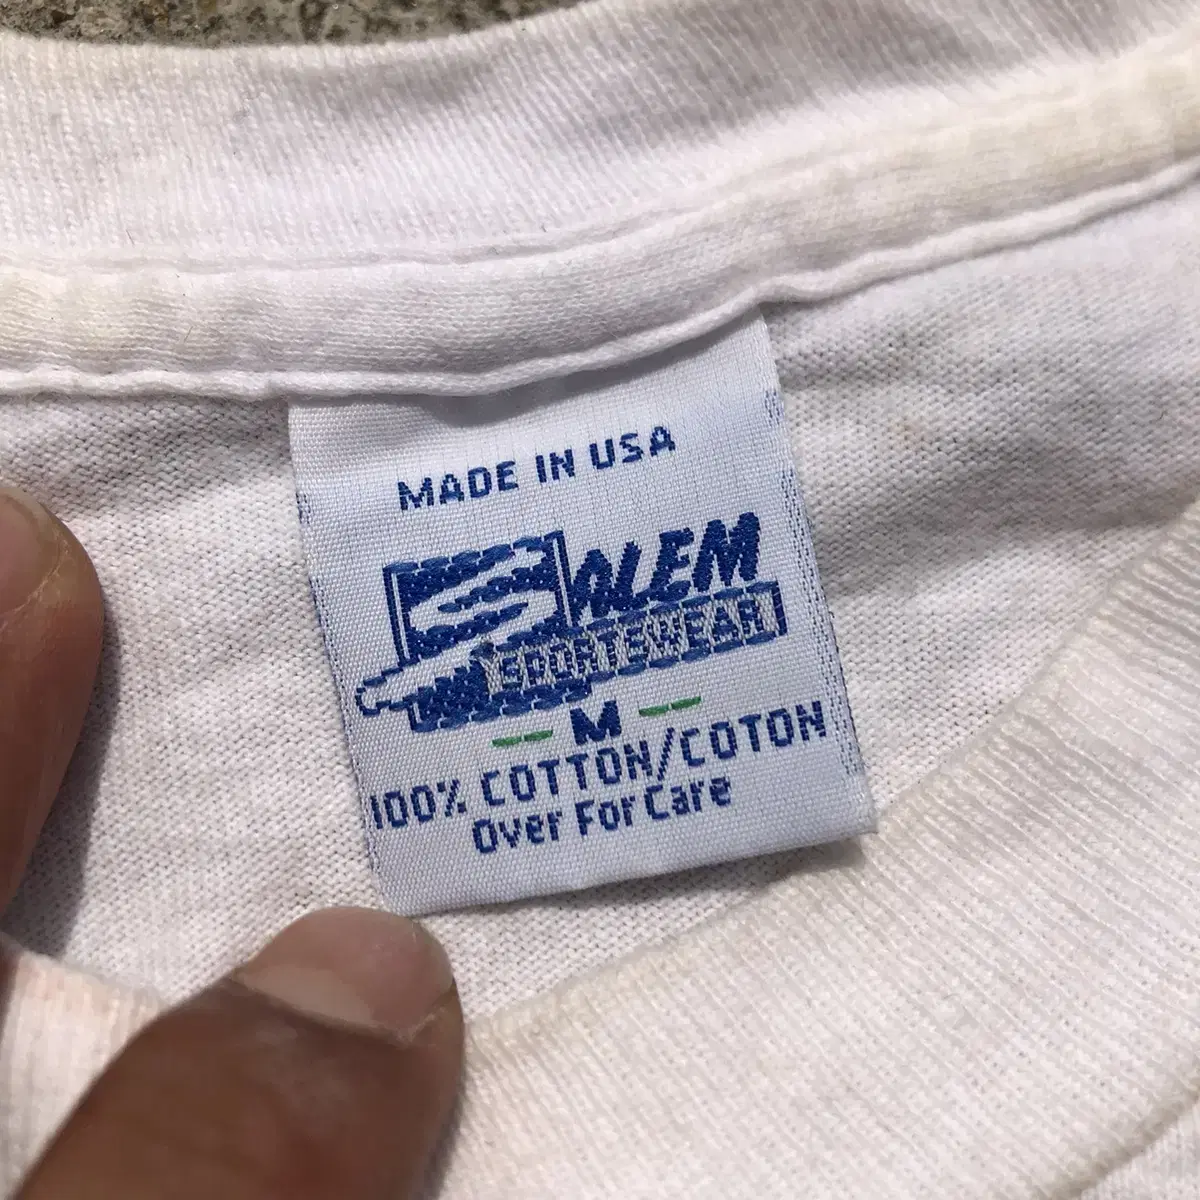 MADE IN USA
SALEM
SPORTSWEAR
M
100% COTTON/COTON
Over For Care